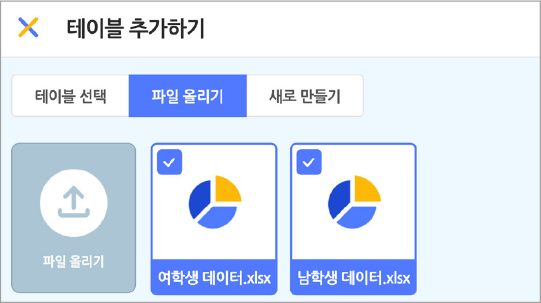 테이블 추가하기
테이블 선택 파일 올리기 새로 만들기
파일 올리기 여학생 데이터.xlsx 남학생 데이터.xlsx